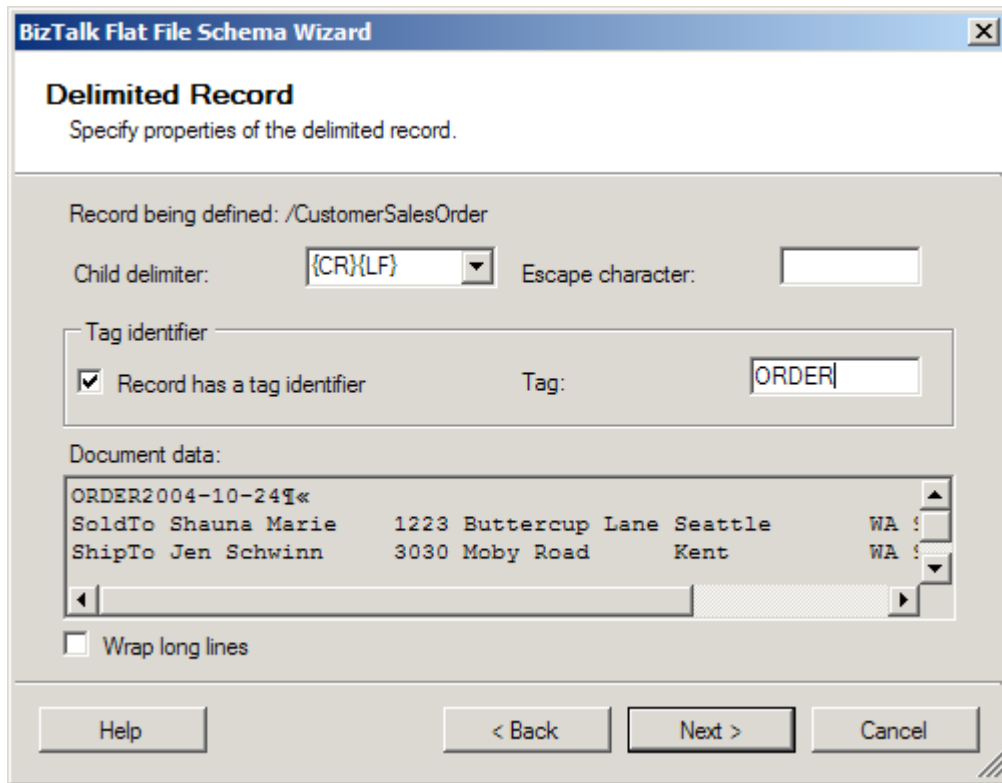 BizTalk Flat File Schema Wizard
Delimited Record
Specify properties of the delimited record.
Record being defined: /CustomerSalesOrder
Child delimiter: {CR}{LF} Escape character:
Tag identifier
Record has a tag identifier Tag: ORDER
Document data:
ORDER2004-10-24¶«
SoldTo Shauna Marie 1223 Buttercup Lane Seattle WA
ShipTo Jen Schwinn 3030 Moby Road Kent WA
Wrap long lines
Help < Back Next > Cancel